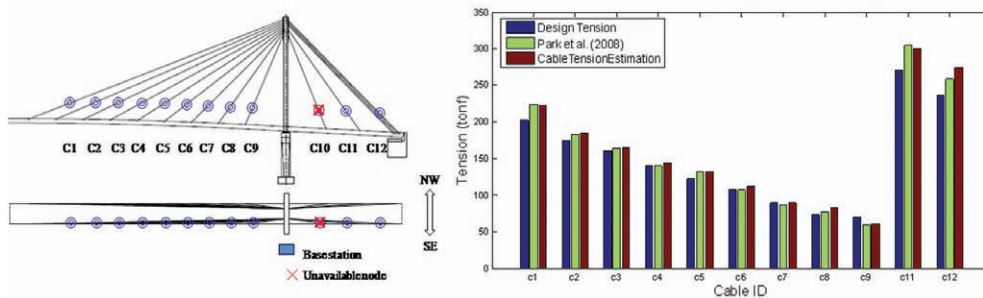 C1 C2 C3 C4 C5 C6 C7 C8 C9 C10 C11 C12
NW
SE
Basestation
Unavailablenode
350
300
250
200
150
100
50
0
Tension (tonf)
Design Tension
Park et al. (2008)
CableTensionEstimation
c1 c2 c3 c4 c5 c6 c7 c8 c9 c11 c12
Cable ID